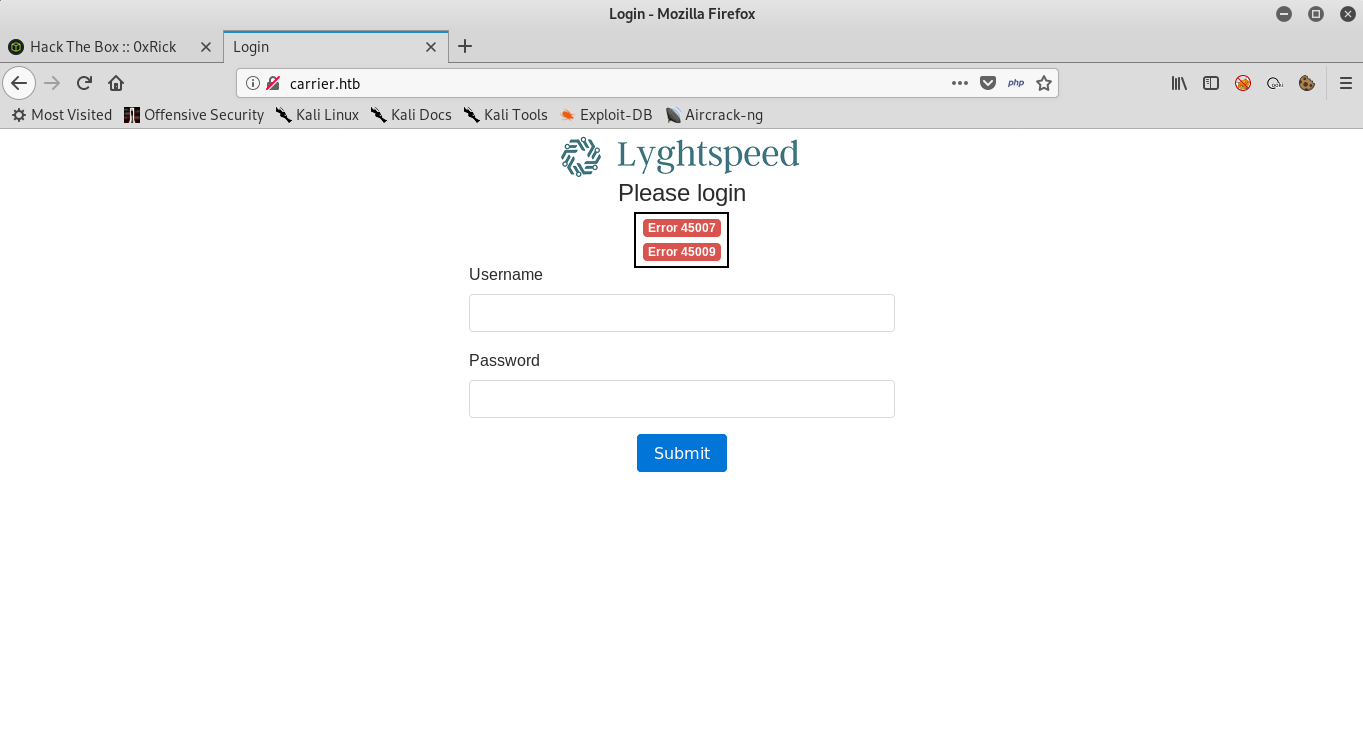 Login - Mozilla Firefox
Hack The Box :: 0xRick
Login
carrier.htb
php
Most Visited
Offensive Security
Kali Linux
Kali Docs
Kali Tools
Exploit-DB
Aircrack-ng
Lyghtspeed
Please login
Error 45007
Error 45009
Username
Password
Submit